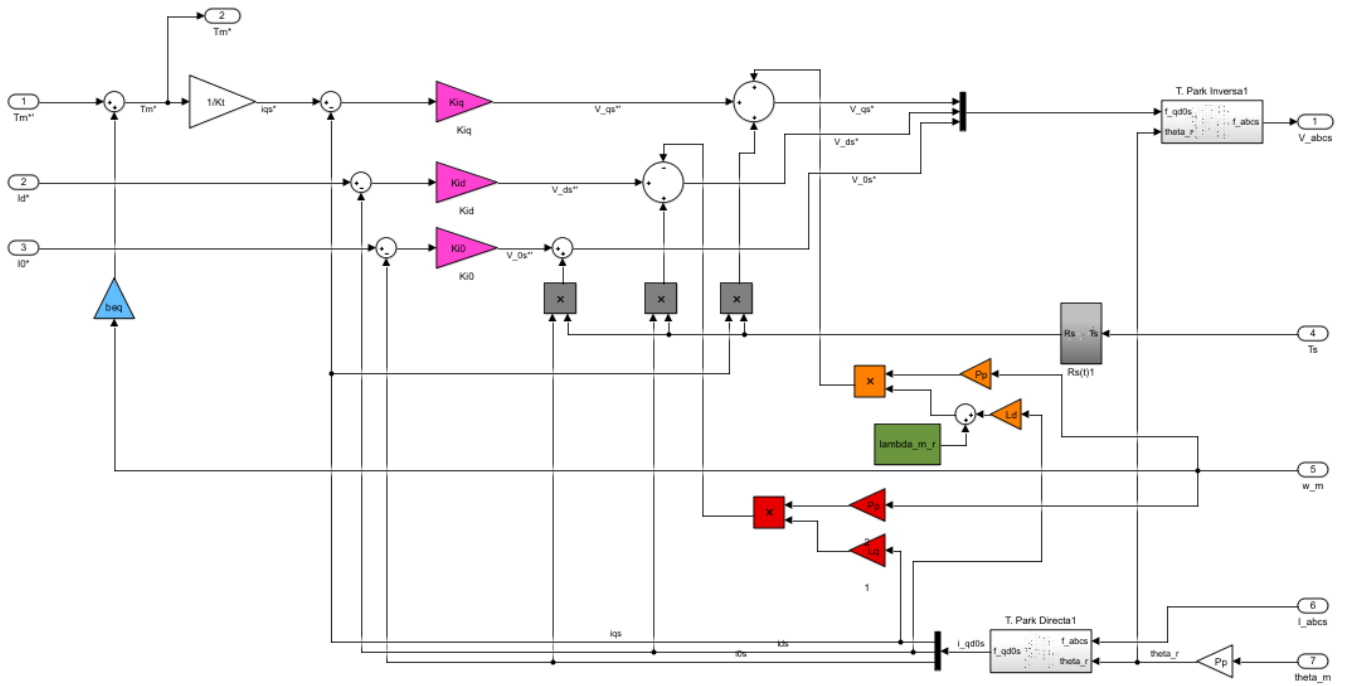 2
Tm*
T. Park Inversa1
1
Tm*'
Tm*
1/Kt
iqs*
Kiq
Kiq
V_qs*'
V_qs*
f_qd0s
theta_r
f_abcs
1
V_abcs
V_ds*
2
Id*
Kid
Kid
V_ds*'
V_0s*
3
I0*
Ki0
Ki0
V_0s*'
beq
×
×
×
Rs
Ts
Rs(t)1
4
Ts
×
Pp
Ld
lambda_m_r
5
w_m
×
Pp
2
Lq
1
6
I_abcs
T. Park Directa1
iqs
ids
i0s
i_qd0s
f_qd0s
f_abcs
theta_r
theta_r
Pp
7
theta_m